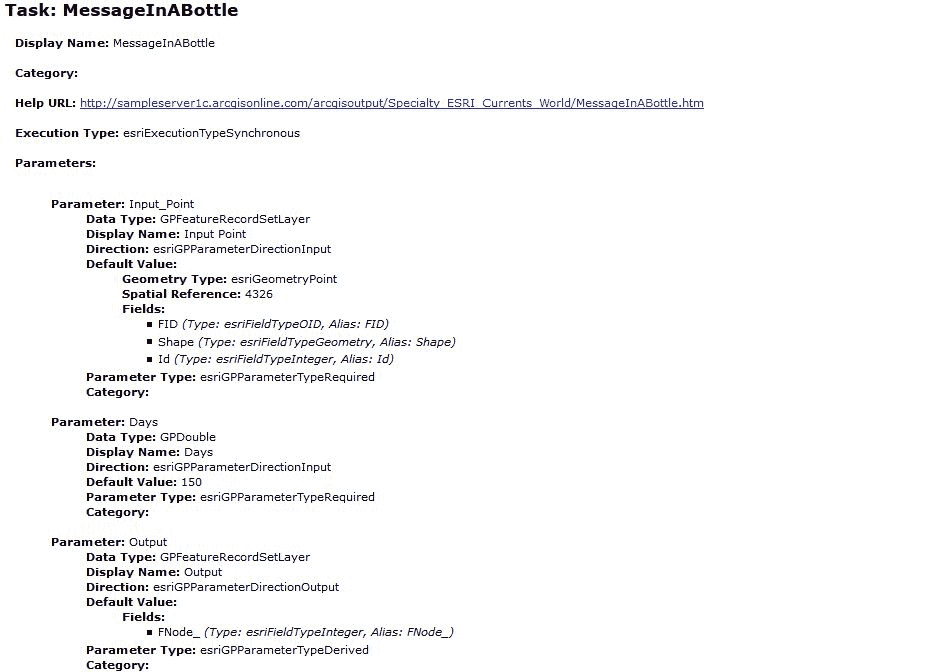 Task: MessageInABottle
Display Name: MessageInABottle
Category:
Help URL: http://sampleserver1c.arcgisonline.com/arcgisoutput/Specialty_ESRI_Currents_World/MessageInABottle.htm
Execution Type: esriExecutionTypeSynchronous
Parameters:
Parameter: Input_Point
Data Type: GPFeatureRecordSetLayer
Display Name: Input Point
Direction: esriGPParameterDirectionInput
Default Value:
Geometry Type: esriGeometryPoint
Spatial Reference: 4326
Fields:
FID (Type: esriFieldTypeOID, Alias: FID)
Shape (Type: esriFieldTypeGeometry, Alias: Shape)
Id (Type: esriFieldTypeInteger, Alias: Id)
Parameter Type: esriGPParameterTypeRequired
Category:
Parameter: Days
Data Type: GPDouble
Display Name: Days
Direction: esriGPParameterDirectionInput
Default Value: 150
Parameter Type: esriGPParameterTypeRequired
Category:
Parameter: Output
Data Type: GPFeatureRecordSetLayer
Display Name: Output
Direction: esriGPParameterDirectionOutput
Default Value:
Fields:
FNode_ (Type: esriFieldTypeInteger, Alias: FNode_)
Parameter Type: esriGPParameterTypeDerived
Category: